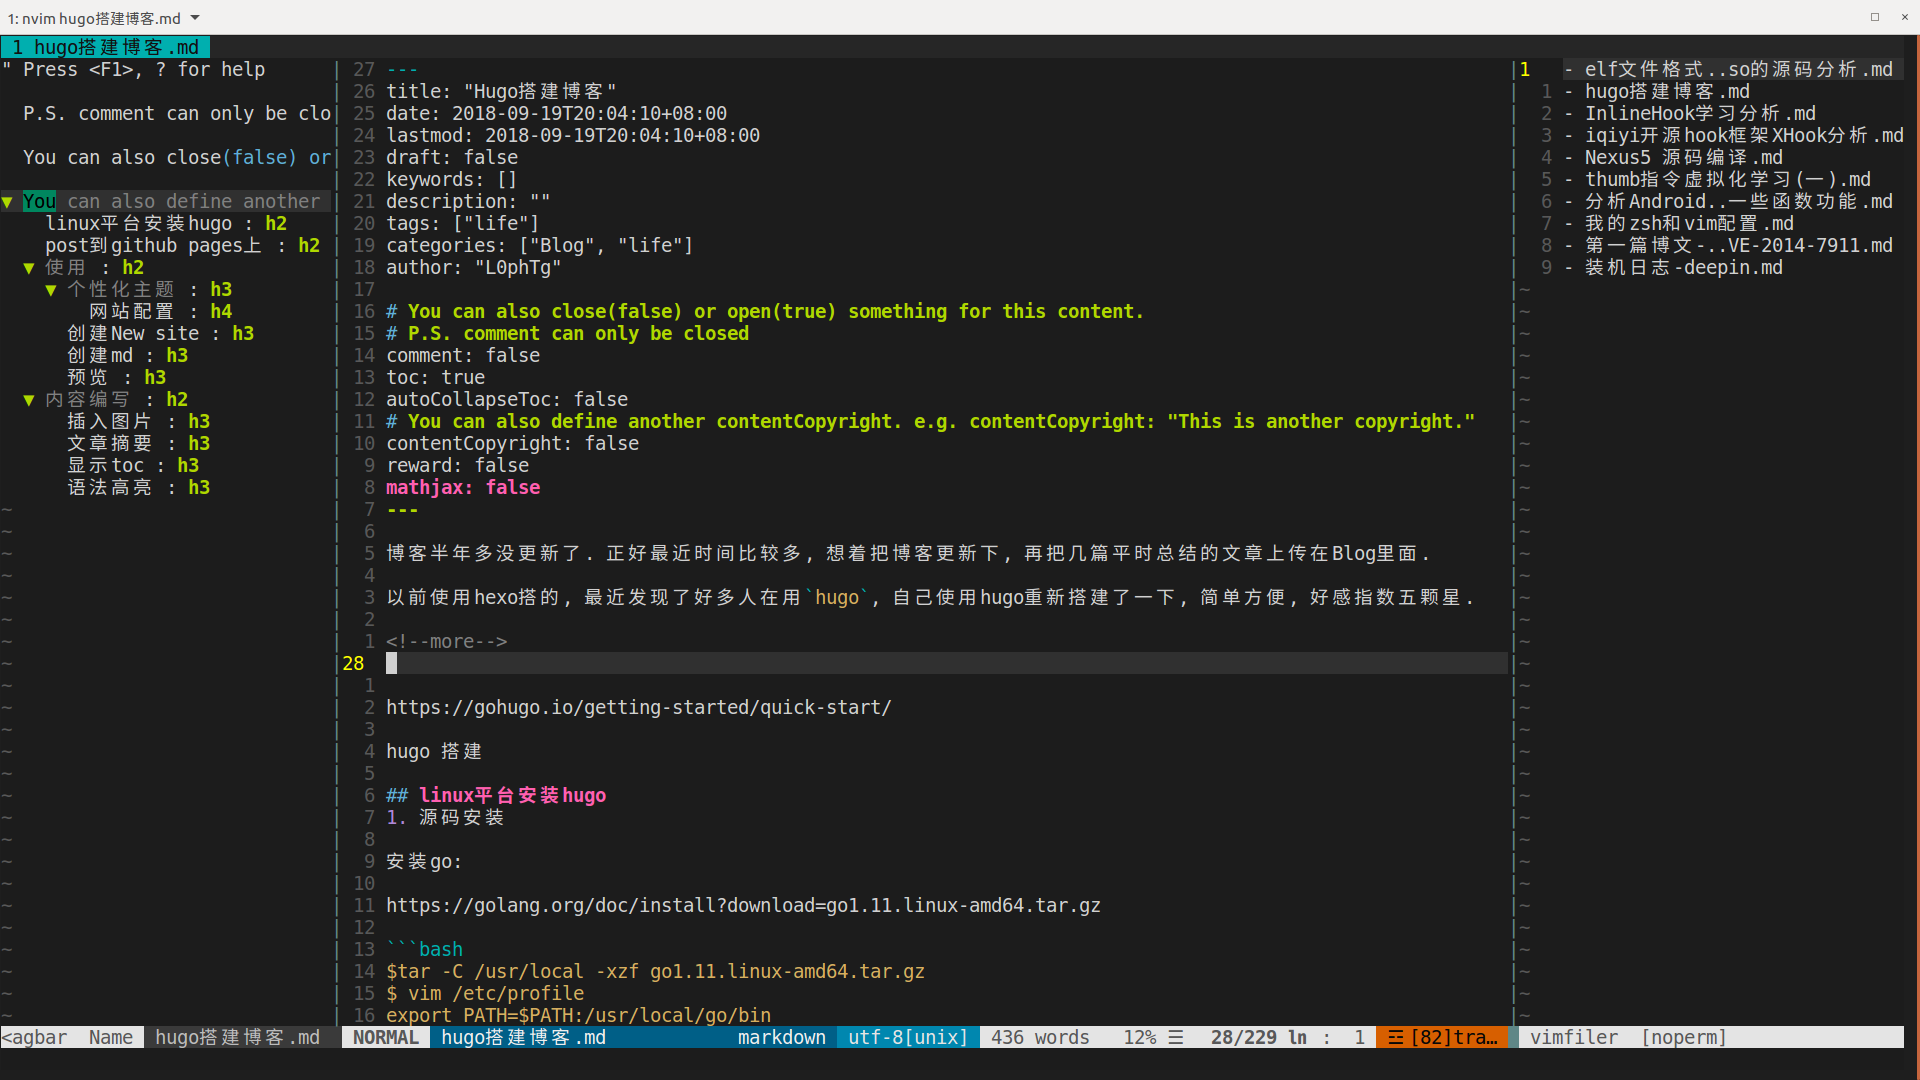 1: nvim hugo搭建博客.md
1 hugo搭建博客.md
" Press <F1>, ? for help
P.S. comment can only be clo
You can also close(false) or
▼ You can also define another
linux平台安装hugo : h2
post到github pages上 : h2
▼ 使用 : h2
▼ 个性化主题 : h3
网站配置 : h4
创建New site : h3
创建md : h3
预览 : h3
▼ 内容编写 : h2
插入图片 : h3
文章摘要 : h3
显示toc : h3
语法高亮 : h3
27 ---
26 title: "Hugo搭建博客"
25 date: 2018-09-19T20:04:10+08:00
24 lastmod: 2018-09-19T20:04:10+08:00
23 draft: false
22 keywords: []
21 description: ""
20 tags: ["life"]
19 categories: ["Blog", "life"]
18 author: "L0phTg"
17
16 # You can also close(false) or open(true) something for this content.
15 # P.S. comment can only be closed
14 comment: false
13 toc: true
12 autoCollapseToc: false
11 # You can also define another contentCopyright. e.g. contentCopyright: "This is another copyright."
10 contentCopyright: false
9 reward: false
8 mathjax: false
7 ---
6
5 博客半年多没更新了. 正好最近时间比较多, 想着把博客更新下, 再把几篇平时总结的文章上传在Blog里面.
4
3 以前使用hexo搭的, 最近发现了好多人在用`hugo`, 自己使用hugo重新搭建了一下, 简单方便, 好感指数五颗星.
2
1 <!--more-->
28
1
2 https://gohugo.io/getting-started/quick-start/
3
4 hugo 搭建
5
6 ## linux平台安装hugo
7 1. 源码安装
8
9 安装go:
10
11 https://golang.org/doc/install?download=go1.11.linux-amd64.tar.gz
12
13 ```bash
14 $tar -C /usr/local -xzf go1.11.linux-amd64.tar.gz
15 $ vim /etc/profile
16 export PATH=$PATH:/usr/local/go/bin
1 - elf文件格式..so的源码分析.md
1 - hugo搭建博客.md
2 - InlineHook学习分析.md
3 - iqiyi开源hook框架XHook分析.md
4 - Nexus5 源码编译.md
5 - thumb指令虚拟化学习(一).md
6 - 分析Android..一些函数功能.md
7 - 我的zsh和vim配置.md
8 - 第一篇博文-..VE-2014-7911.md
9 - 装机日志-deepin.md
<agbar Name hugo搭建博客.md NORMAL hugo搭建博客.md markdown utf-8[unix] 436 words 12% ☰ 28/229 ln : 1 ☲ [82]tra… vimfiler [noperm]